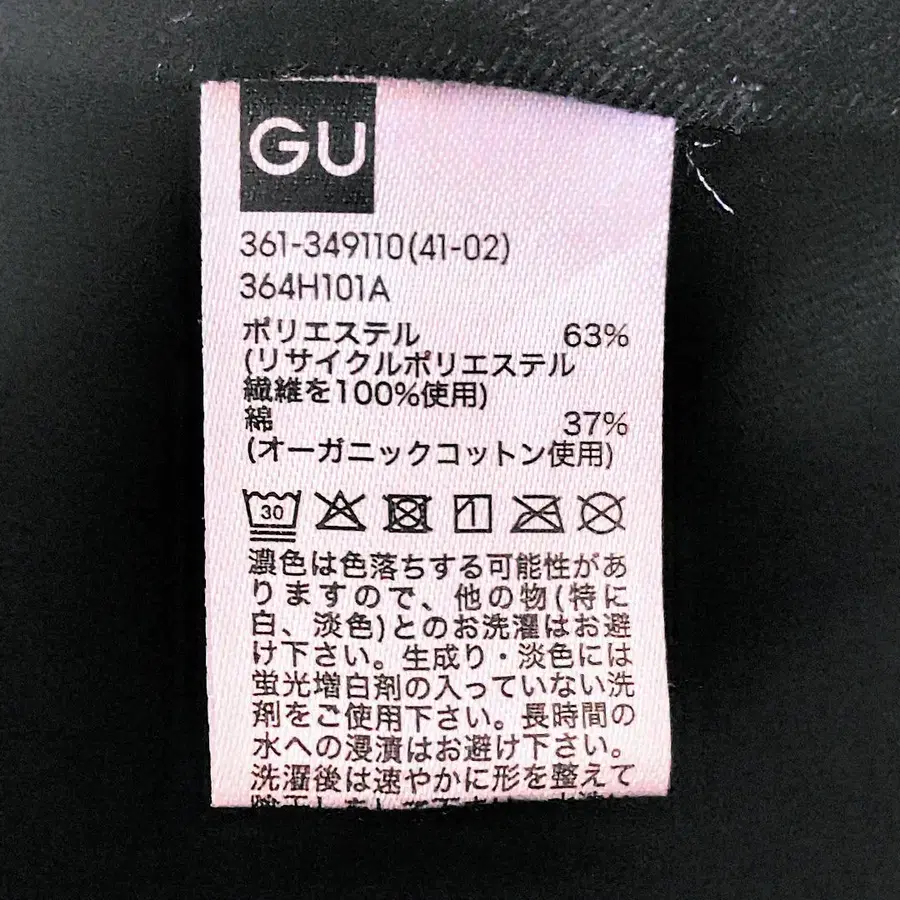 GU
361-349110(41-02)
364H101A
ポリエステル 63%
(リサイクルポリエステル
繊維を100%使用)
綿 37%
(オーガニックコットン使用)
30
1
濃色は色落ちする可能性があ
りますので、他の物(特に
白、淡色)とのお洗濯はお避
け下さい。生成り・淡色には
蛍光増白剤の入っていない洗
剤をご使用下さい。長時間の
水への浸漬はお避け下さい。
洗濯後は速やかに形を整えて